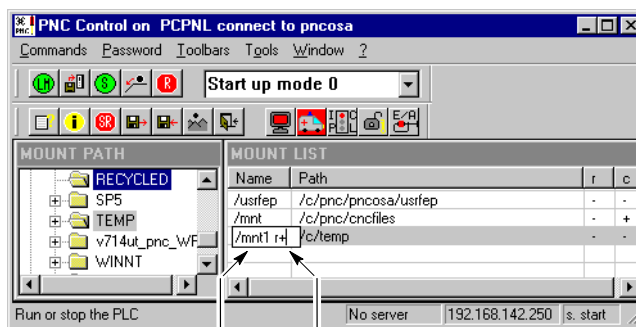 PNC Control on PCPNL connect to pncosa
Commands Password Toolbars Tools Window ?
LM S R Start up mode 0
? i SR I P C L E/A
MOUNT PATH
RECYCLED
SP5
TEMP
v714ut_pnc_WF
WINNT
MOUNT LIST
Name Path r c
/usrfep /c/pnc/pncosa/usrfep - -
/mnt /c/pnc/cncfiles - +
/mnt1 r+ /c/temp - -
Run or stop the PLC No server 192.168.142.250 s. start